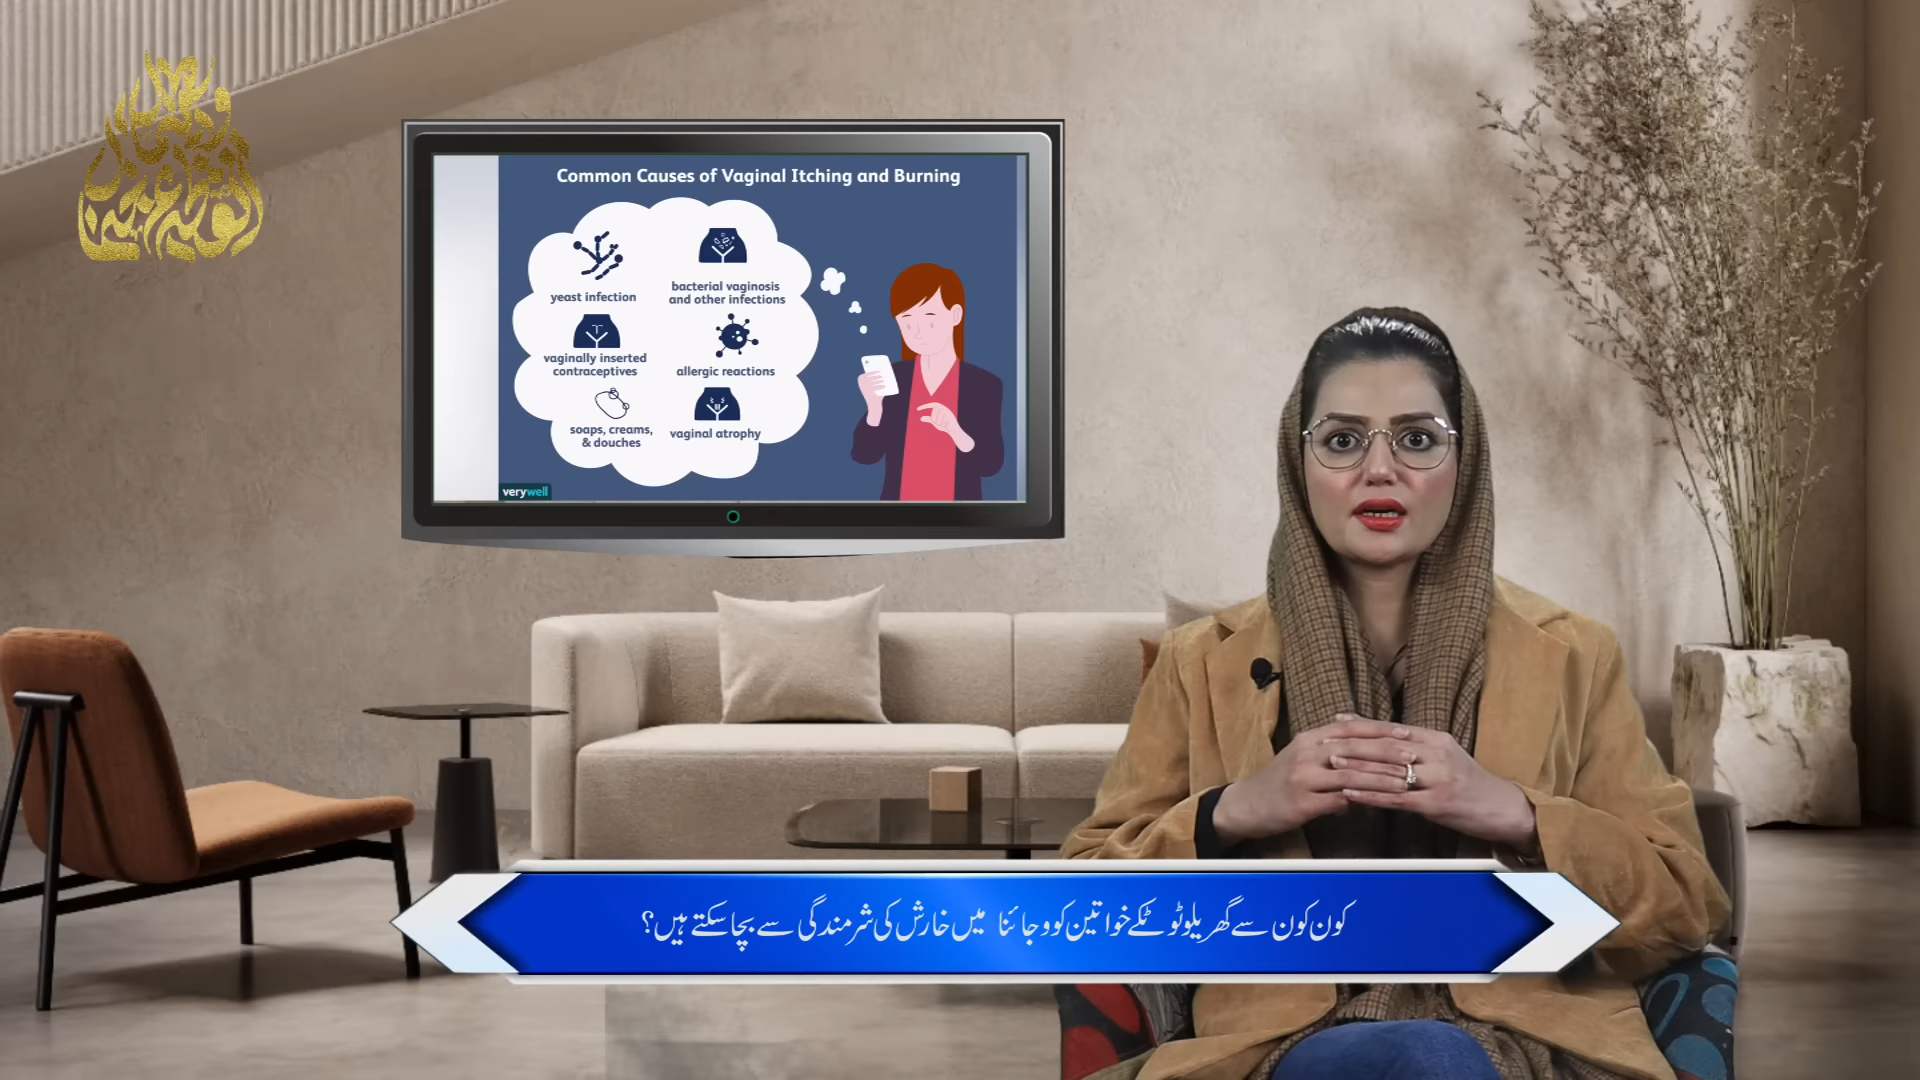 Common Causes of Vaginal Itching and Burning
yeast infection
bacterial vaginosis
and other infections
vaginally inserted
contraceptives
allergic reactions
soaps, creams,
& douches
vaginal atrophy
verywell
کون کون سے گھریلو ٹوٹکے خواتین کو وجائنا میں خارش کی شرمندگی سے بچا سکتے ہیں؟